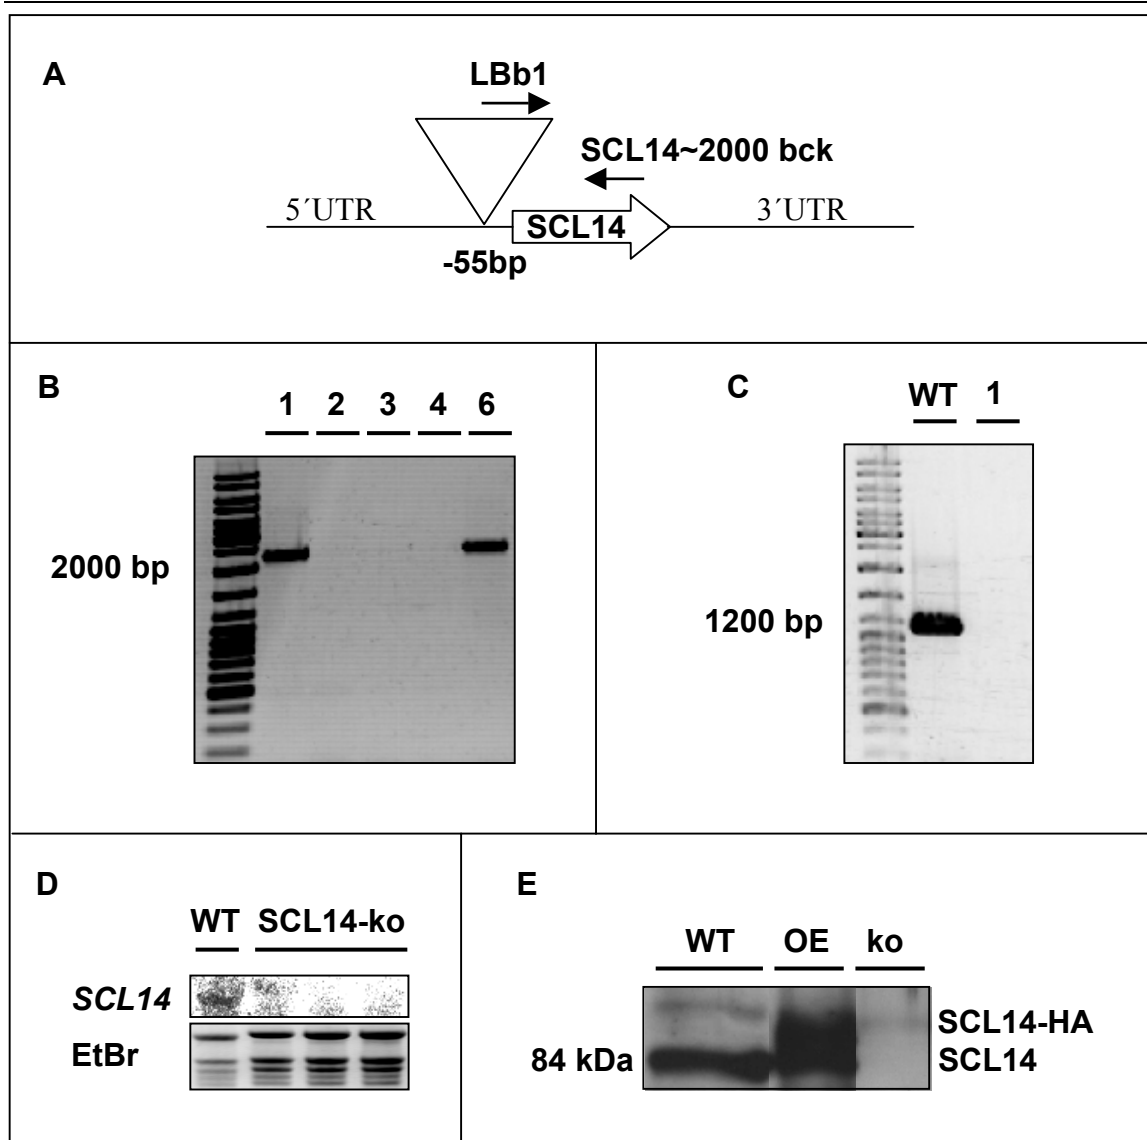 A
LBb1
SCL14~2000 bck
5´UTR
SCL14
3´UTR
-55bp
B
1 2 3 4 6
2000 bp
C
WT 1
1200 bp
D
WT SCL14-ko
SCL14
EtBr
E
WT OE ko
SCL14-HA
84 kDa SCL14